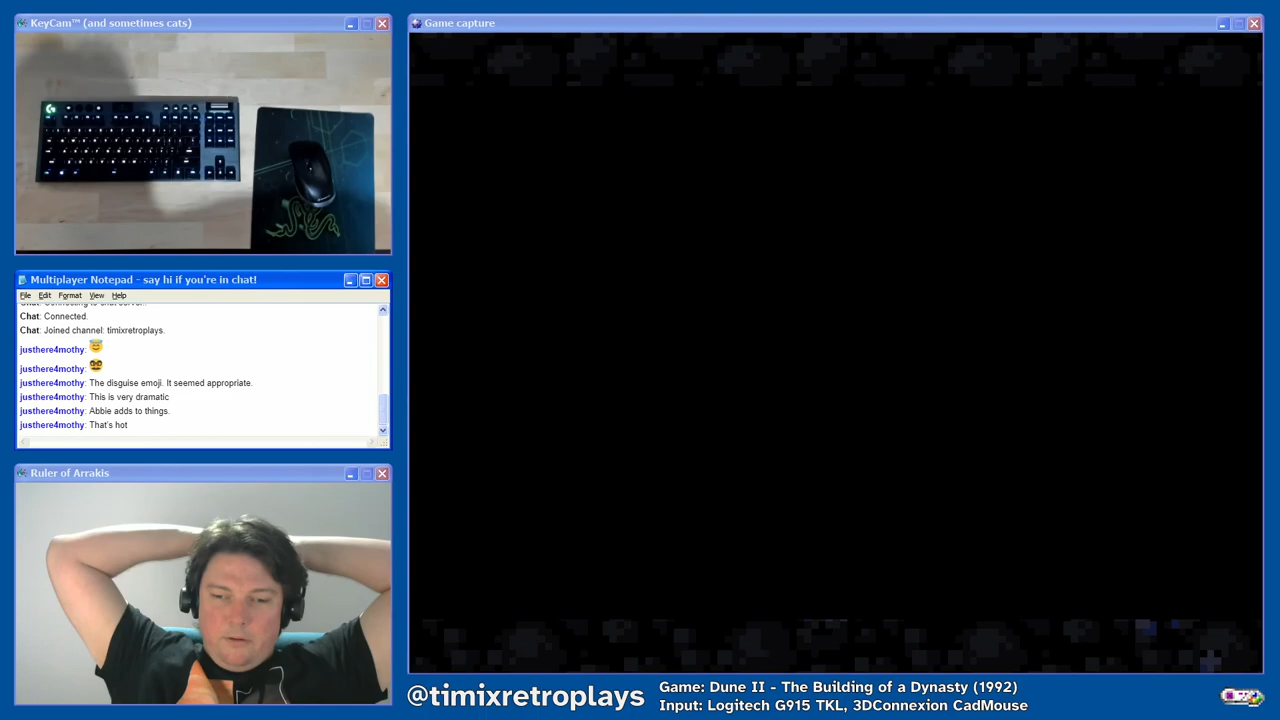 KeyCam™ (and sometimes cats)
Game capture
Multiplayer Notepad - say hi if you're in chat!
File Edit Format View Help
Chat: Connected.
Chat: Joined channel: timixretroplays.
justhere4mothy:
justhere4mothy:
justhere4mothy: The disguise emoji. It seemed appropriate.
justhere4mothy: This is very dramatic
justhere4mothy: Abbie adds to things.
justhere4mothy: That's hot
Ruler of Arrakis
@timixretroplays
Game: Dune II - The Building of a Dynasty (1992)
Input: Logitech G915 TKL, 3DConnexion CadMouse